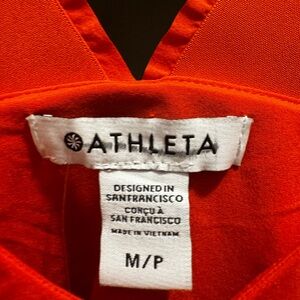 ATHLETA
DESIGNED IN
SANFRANCISCO
CONÇU À
SAN FRANCISCO
MADE IN VIETNAM
M/P